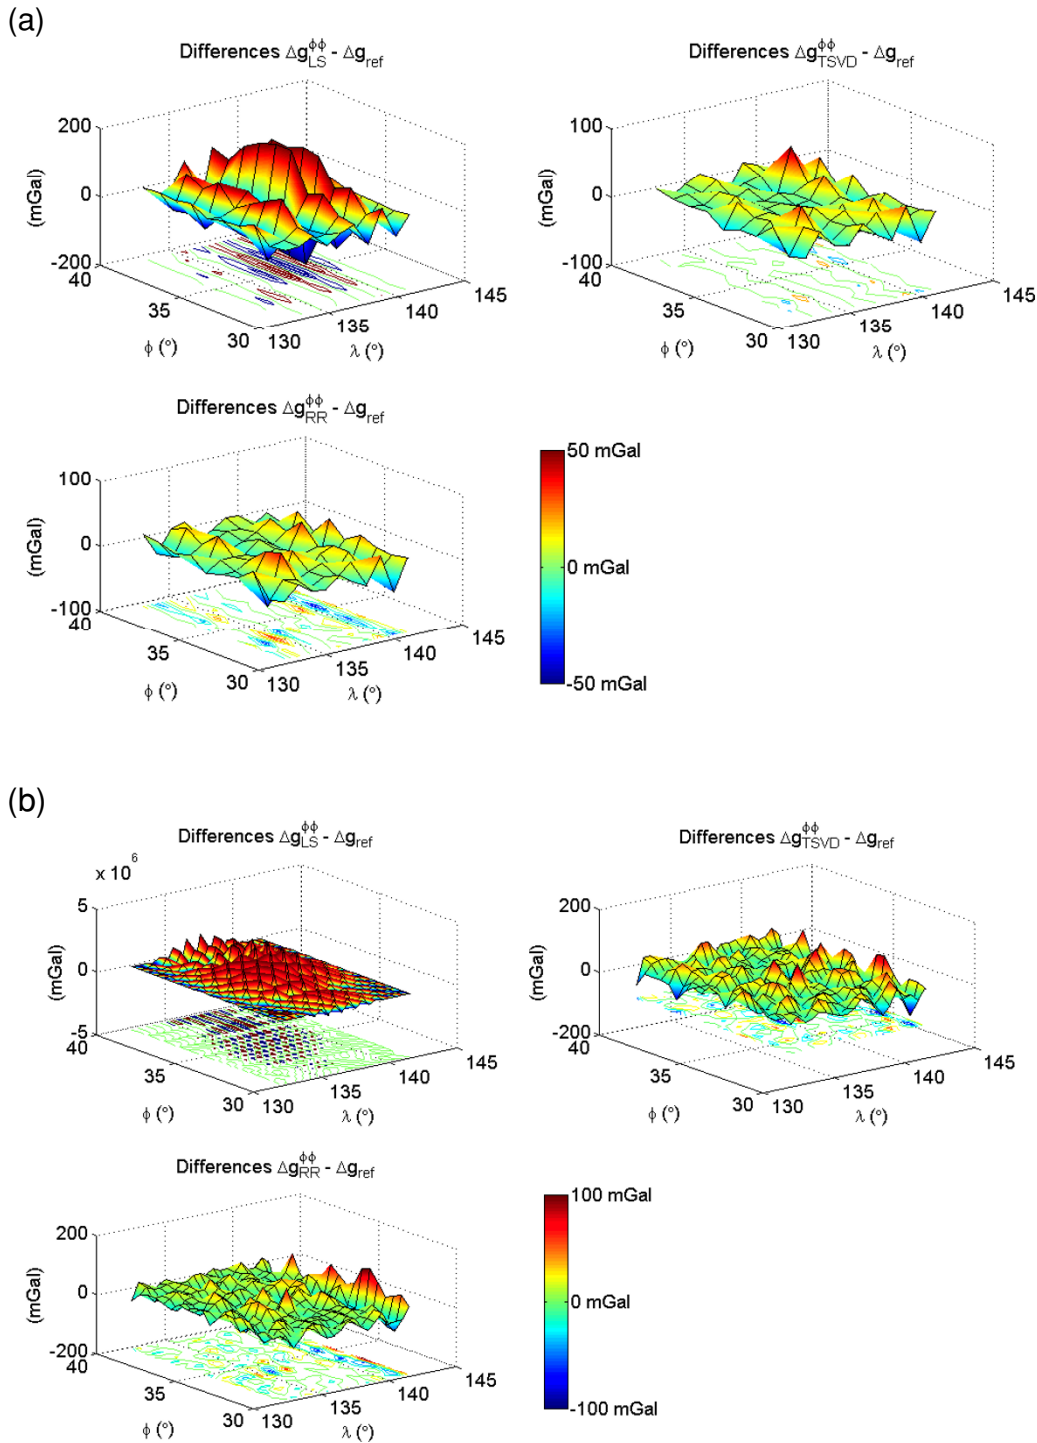 (a)
Differences Δg^ϕϕ_LS - Δg_ref
200
0
-200
(mGal)
40
35
30
ϕ (°)
130
135
140
145
λ (°)
Differences Δg^ϕϕ_TSVD - Δg_ref
100
0
-100
(mGal)
40
35
30
ϕ (°)
130
135
140
145
λ (°)
Differences Δg^ϕϕ_RR - Δg_ref
100
0
-100
(mGal)
40
35
30
ϕ (°)
130
135
140
145
λ (°)
50 mGal
0 mGal
-50 mGal
(b)
Differences Δg^ϕϕ_LS - Δg_ref
x 10^6
5
0
-5
(mGal)
40
35
30
ϕ (°)
130
135
140
145
λ (°)
Differences Δg^ϕϕ_TSVD - Δg_ref
200
0
-200
(mGal)
40
35
30
ϕ (°)
130
135
140
145
λ (°)
Differences Δg^ϕϕ_RR - Δg_ref
200
0
-200
(mGal)
40
35
30
ϕ (°)
130
135
140
145
λ (°)
100 mGal
0 mGal
-100 mGal